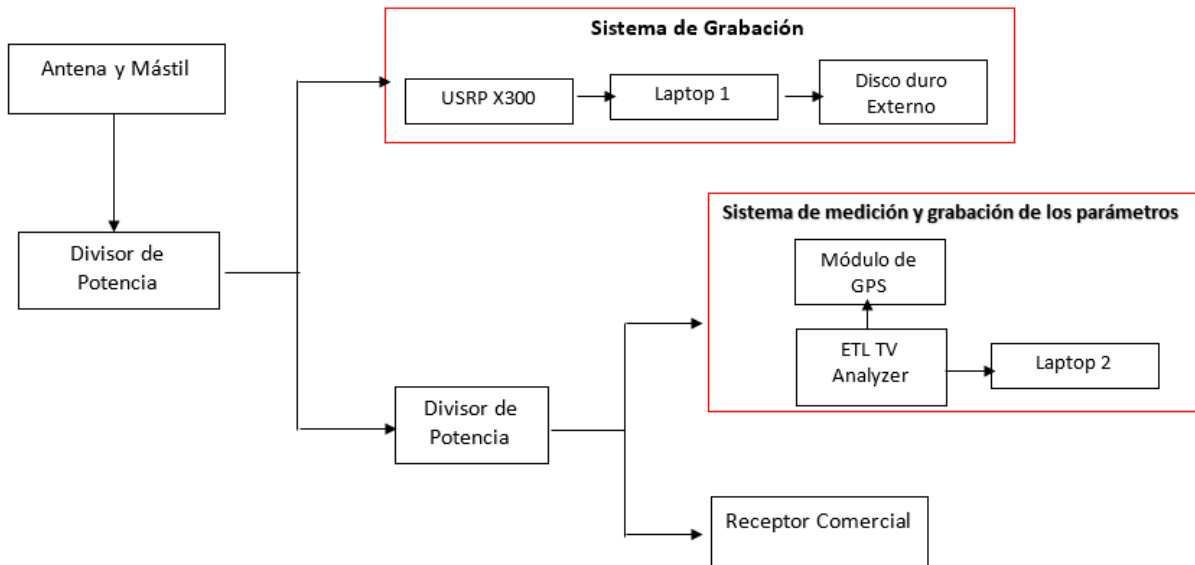 Sistema de Grabación
Antena y Mástil
USRP X300
Laptop 1
Disco duro
Externo
Divisor de
Potencia
Sistema de medición y grabación de los parámetros
Módulo de
GPS
ETL TV
Analyzer
Laptop 2
Divisor de
Potencia
Receptor Comercial